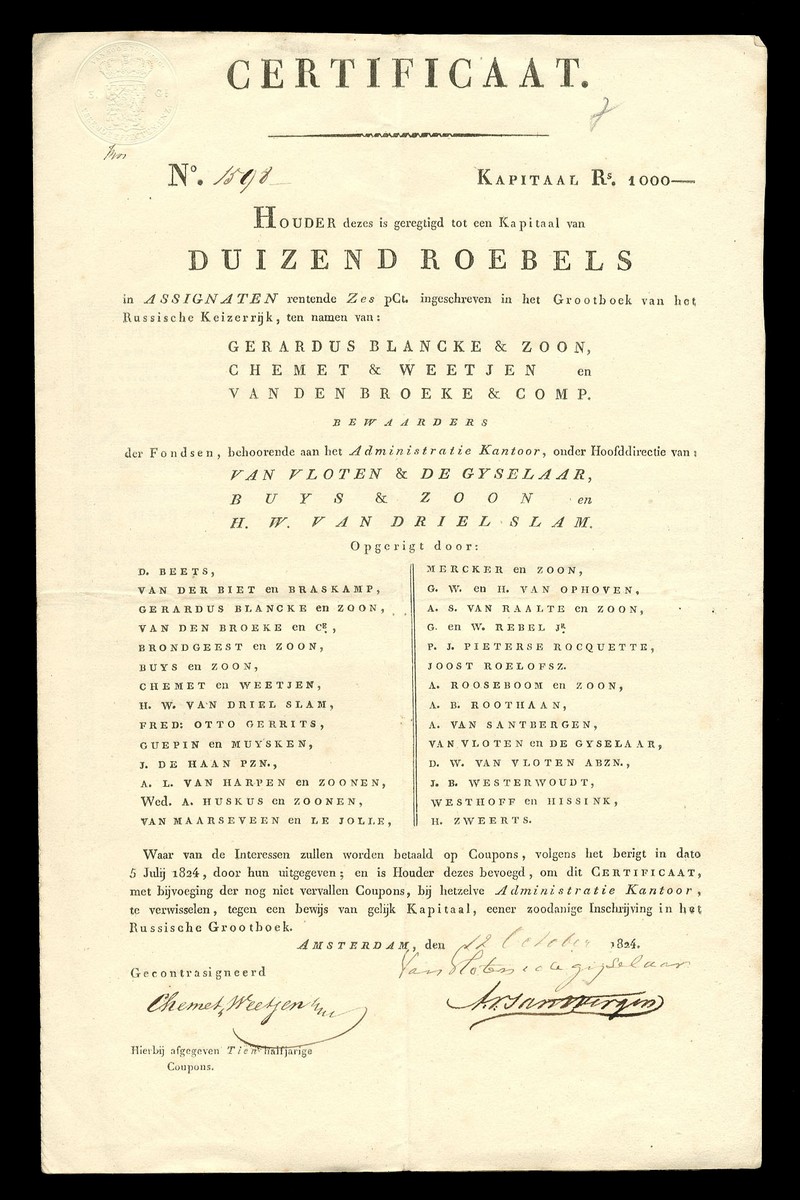 CERTIFICAAT.
N°. 1598
KAPITAAL Rs. 1000—
HOUDER dezes is geregtigd tot een Kapitaal van
DUIZEND ROEBELS
in ASSIGNATEN rentende Zes pCt. ingeschreven in het Grootboek van het
Russische Keizerrijk, ten namen van:
GERARDUS BLANCKE & ZOON,
CHEMET & WEETJEN en
VAN DEN BROEKE & COMP.
BEWAARDERS
der Fondsen, behoorende aan het Administratie Kantoor, onder Hoofddirectie van:
VAN VLOTEN & DE GYSELAAR,
BUYS & ZOON en
H. W. VAN DRIEL SLAM.
Opgerigt door:
D. BEETS,
VAN DER BIET en BRASKAMP,
GERARDUS BLANCKE en ZOON,
VAN DEN BROEKE en CE,
BRONDGEEST en ZOON,
BUYS en ZOON,
CHEMET en WEETJEN,
H. W. VAN DRIEL SLAM,
FRED: OTTO GERRITS,
GUEPIN en MUYSKEN,
J. DE HAAN PZN.,
A. L. VAN HARPEN en ZOONEN,
Wed. A. HUSKUS en ZOONEN,
VAN MAARSEVEEN en LE JOLLE,
MERCKER en ZOON,
G. W. en H. VAN OPHOVEN,
A. S. VAN RAALTE en ZOON,
G. en W. REBEL JR
P. J. PIETERSE ROCQUETTE,
JOOST ROELOFSZ.
A. ROOSEBOOM en ZOON,
A. B. ROOTHAAN,
A. VAN SANTBERGEN,
VAN VLOTEN en DE GYSELAAR,
D. W. VAN VLOTEN ABZN.,
J. B. WESTERWOUDT,
WESTHOFF en HISSINK,
H. ZWEERTS.
Waar van de Interessen zullen worden betaald op Coupons, volgens het berigt in dato
5 Julij 1824, door hun uitgegeven; en is Houder dezes bevoegd, om dit CERTIFICAAT,
met bijvoeging der nog niet vervallen Coupons, bij hetzelve Administratie Kantoor,
te verwisselen, tegen een bewijs van gelijk Kapitaal, eener zoodanige Inschrijving in het
Russische Grootboek.
AMSTERDAM, den 12 October 1824.
Van Vloten & de Gijselaar
Gecontrasigneerd
Chemet, Weetjen
A. v. Santbergen
Hierbij afgegeven Tien halfjarige
Coupons.